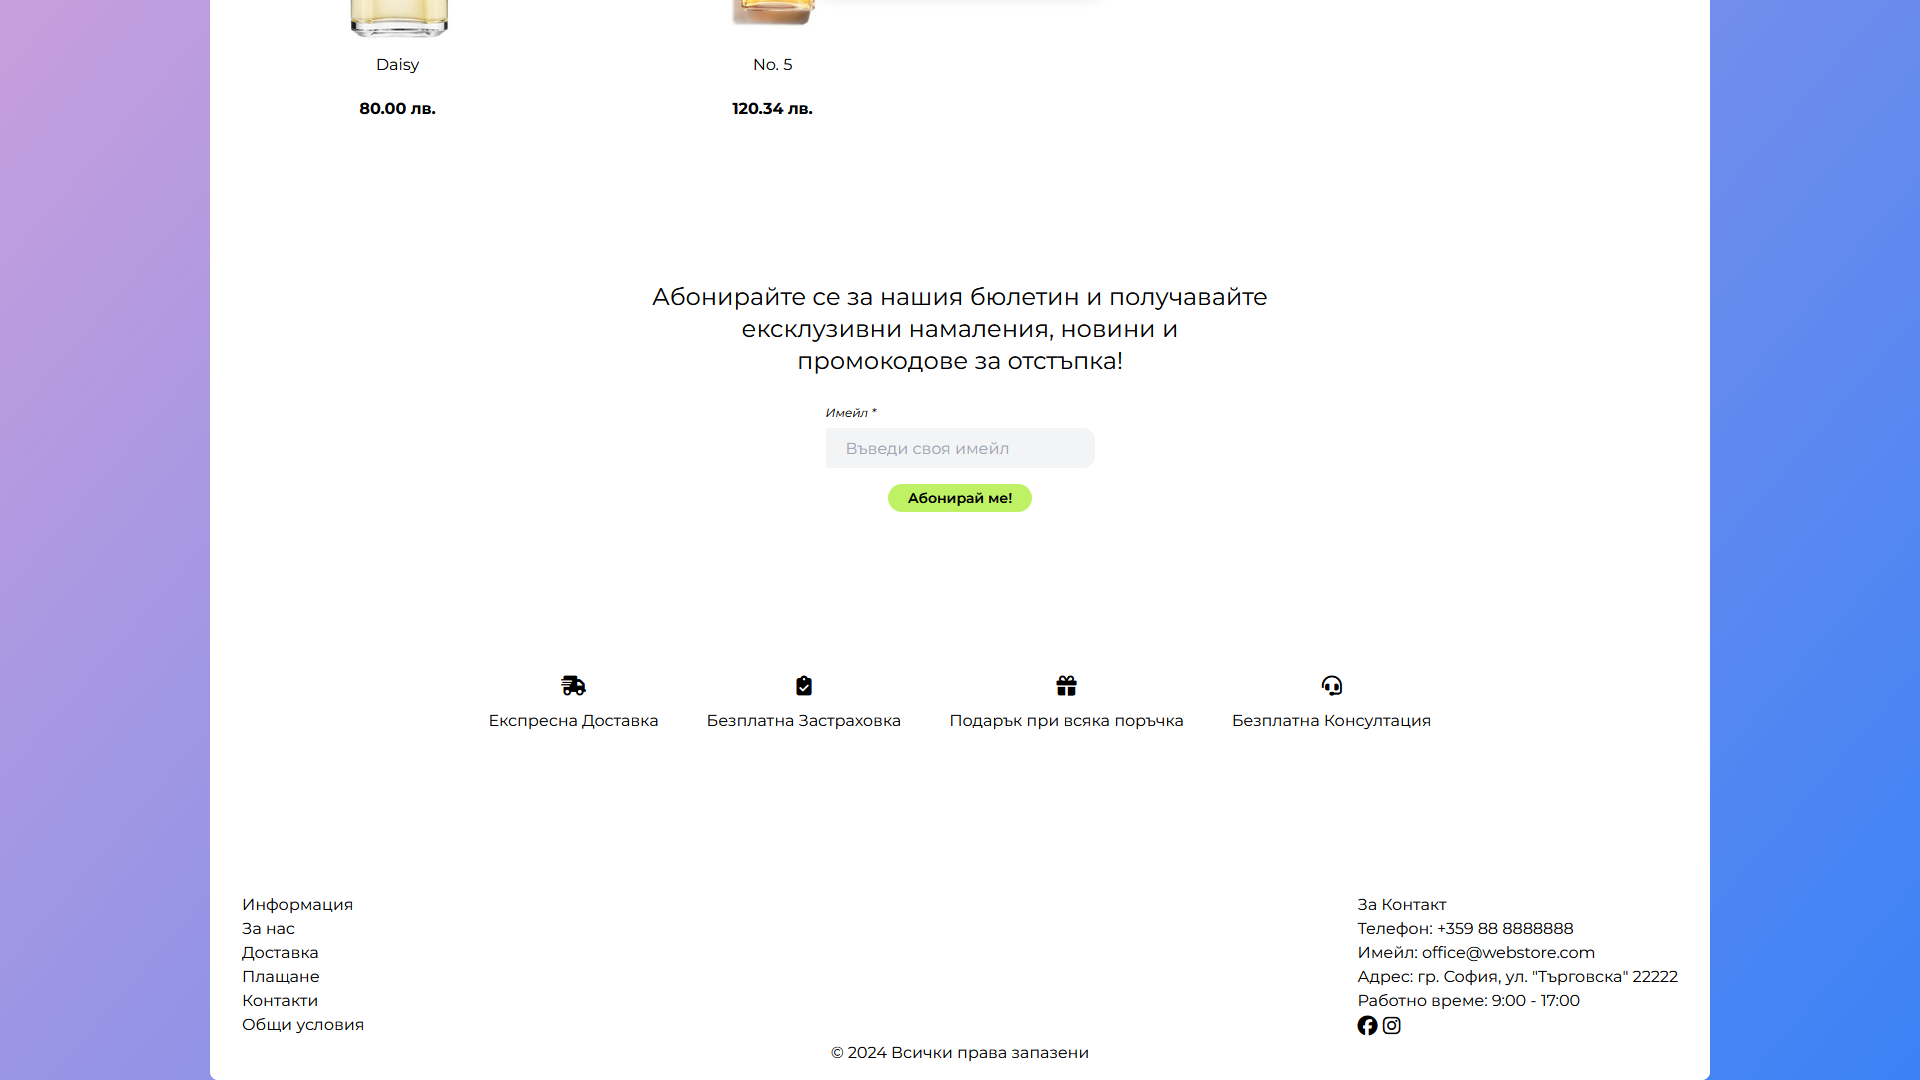 Daisy
No. 5
80.00 лв.
120.34 лв.
Абонирайте се за нашия бюлетин и получавайте
ексклузивни намаления, новини и
промокодове за отстъпка!
Имейл *
Въведи своя имейл
Абонирай ме!
Експресна Доставка
Безплатна Застраховка
Подарък при всяка поръчка
Безплатна Консултация
Информация
За нас
Доставка
Плащане
Контакти
Общи условия
За Контакт
Телефон: +359 88 8888888
Имейл: office@webstore.com
Адрес: гр. София, ул. "Търговска" 22222
Работно време: 9:00 - 17:00
© 2024 Всички права запазени